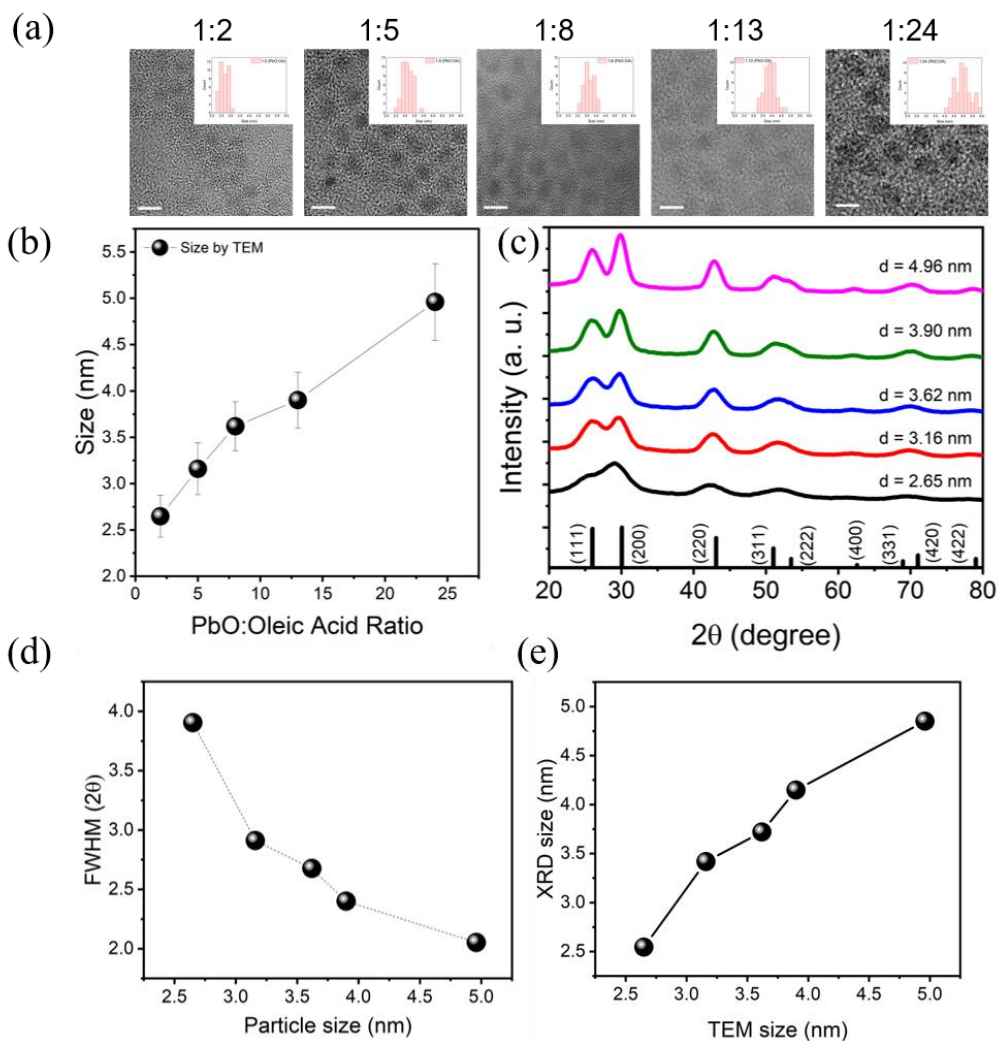 (a)
1:2 1:5 1:8 1:13 1:24
(b)
Size by TEM
5.5
5.0
4.5
4.0
3.5
3.0
2.5
2.0
Size (nm)
0 5 10 15 20 25
PbO:Oleic Acid Ratio
(c)
d = 4.96 nm
d = 3.90 nm
d = 3.62 nm
d = 3.16 nm
d = 2.65 nm
Intensity (a. u.)
(111) (200) (220) (311) (222) (400) (331) (420) (422)
20 30 40 50 60 70 80
2θ (degree)
(d)
4.0
3.5
3.0
2.5
2.0
FWHM (2θ)
2.5 3.0 3.5 4.0 4.5 5.0
Particle size (nm)
(e)
5.0
4.5
4.0
3.5
3.0
2.5
XRD size (nm)
2.5 3.0 3.5 4.0 4.5 5.0
TEM size (nm)